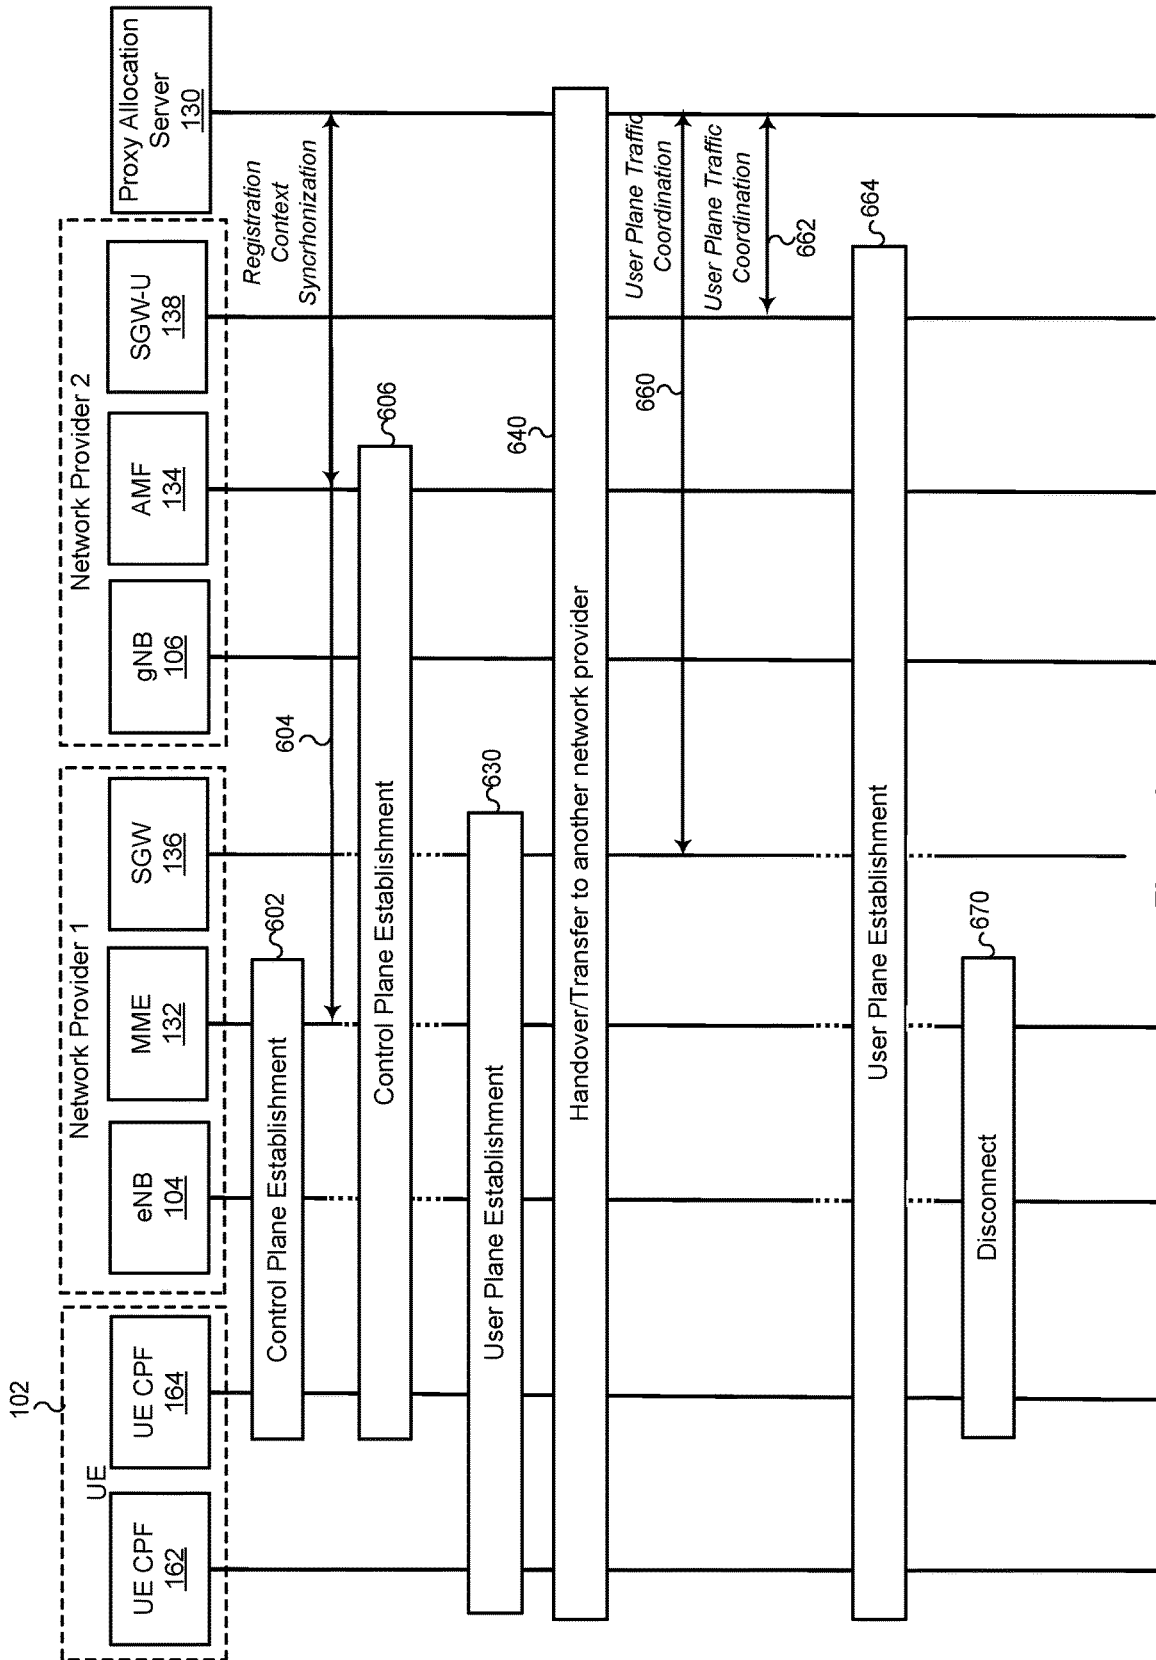 102
UE
UE CPF
162
UE CPF
164
Network Provider 1
eNB
104
MME
132
SGW
136
Network Provider 2
gNB
106
AMF
134
SGW-U
138
Proxy Allocation
Server
130
Control Plane Establishment
602
Registration
Context
Syncrhonization
604
Control Plane Establishment
606
User Plane Establishment
630
Handover/Transfer to another network provider
640
User Plane Traffic
Coordination
660
User Plane Traffic
Coordination
662
User Plane Establishment
664
Disconnect
670